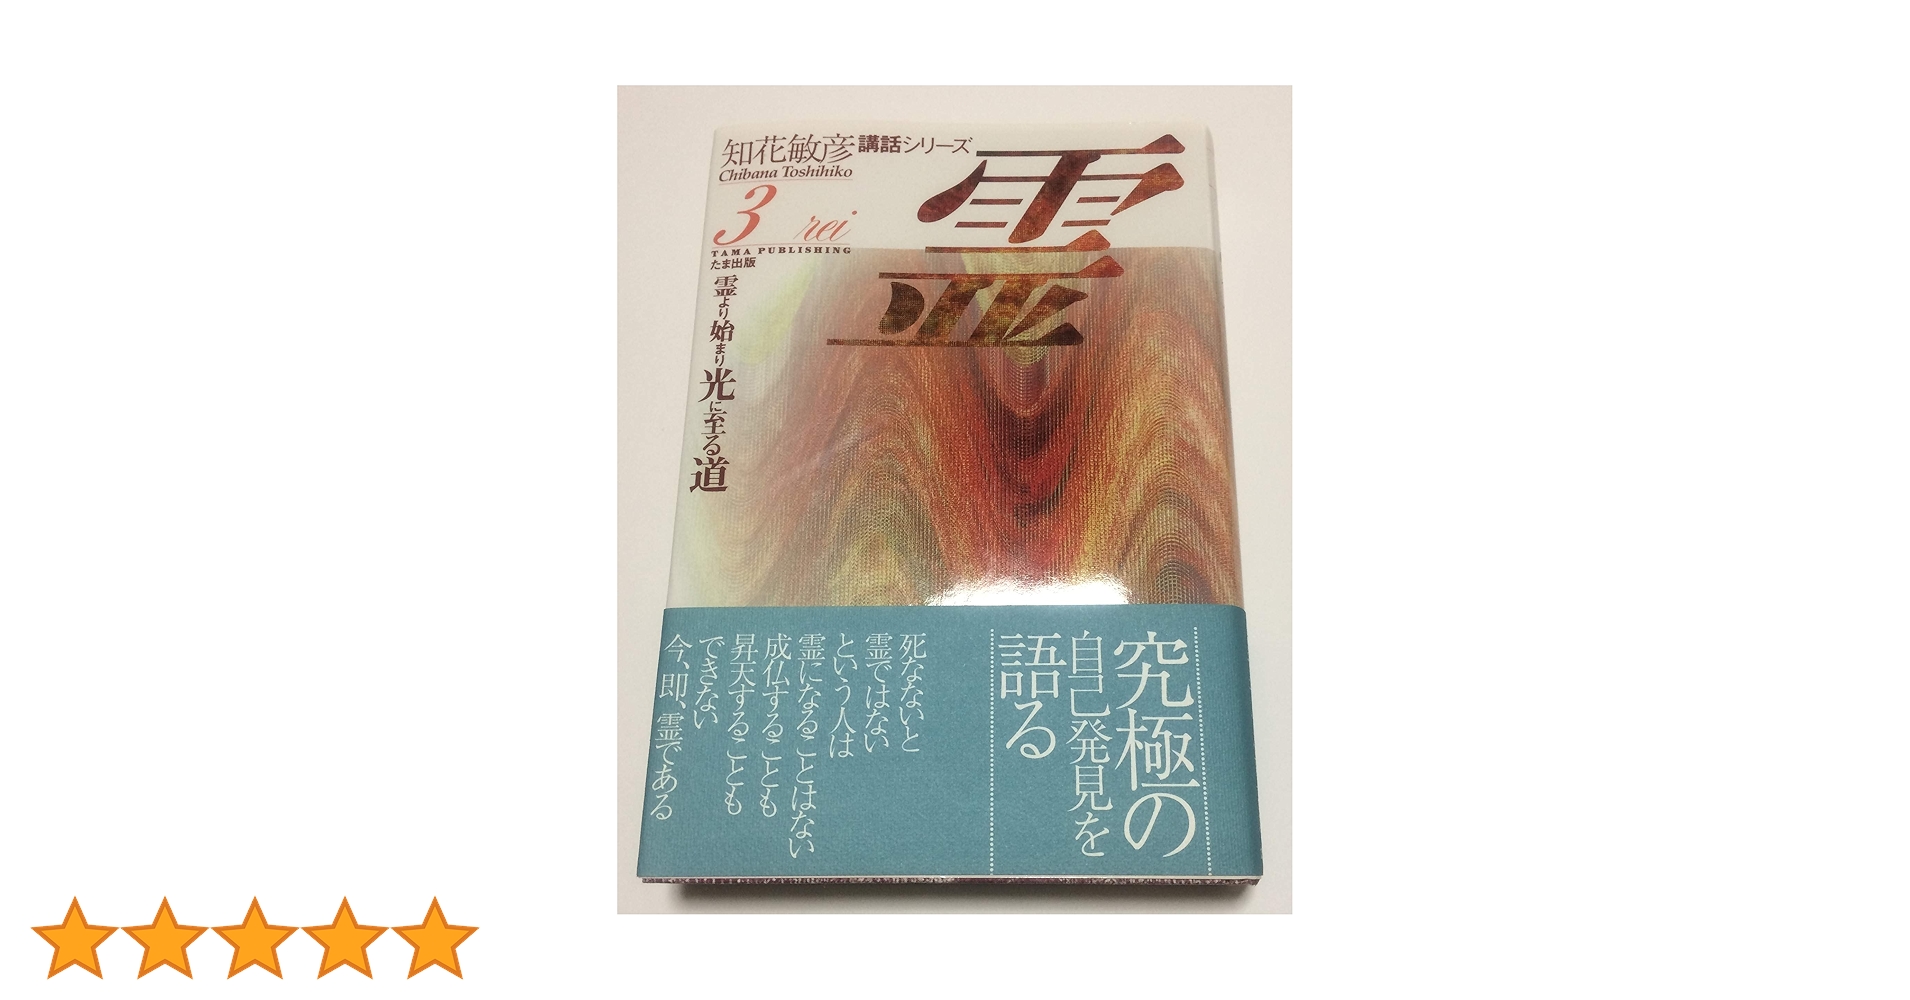 知花敏彦講話シリーズ
Chibana Toshihiko
3 rei
TAMA PUBLISHING
たま出版
霊
霊より始まり光に至る道
究極の
自己発見を
語る
死なないと
霊ではない
という人は
霊になることはない
成仏することも
昇天することも
できない
今、即、霊である